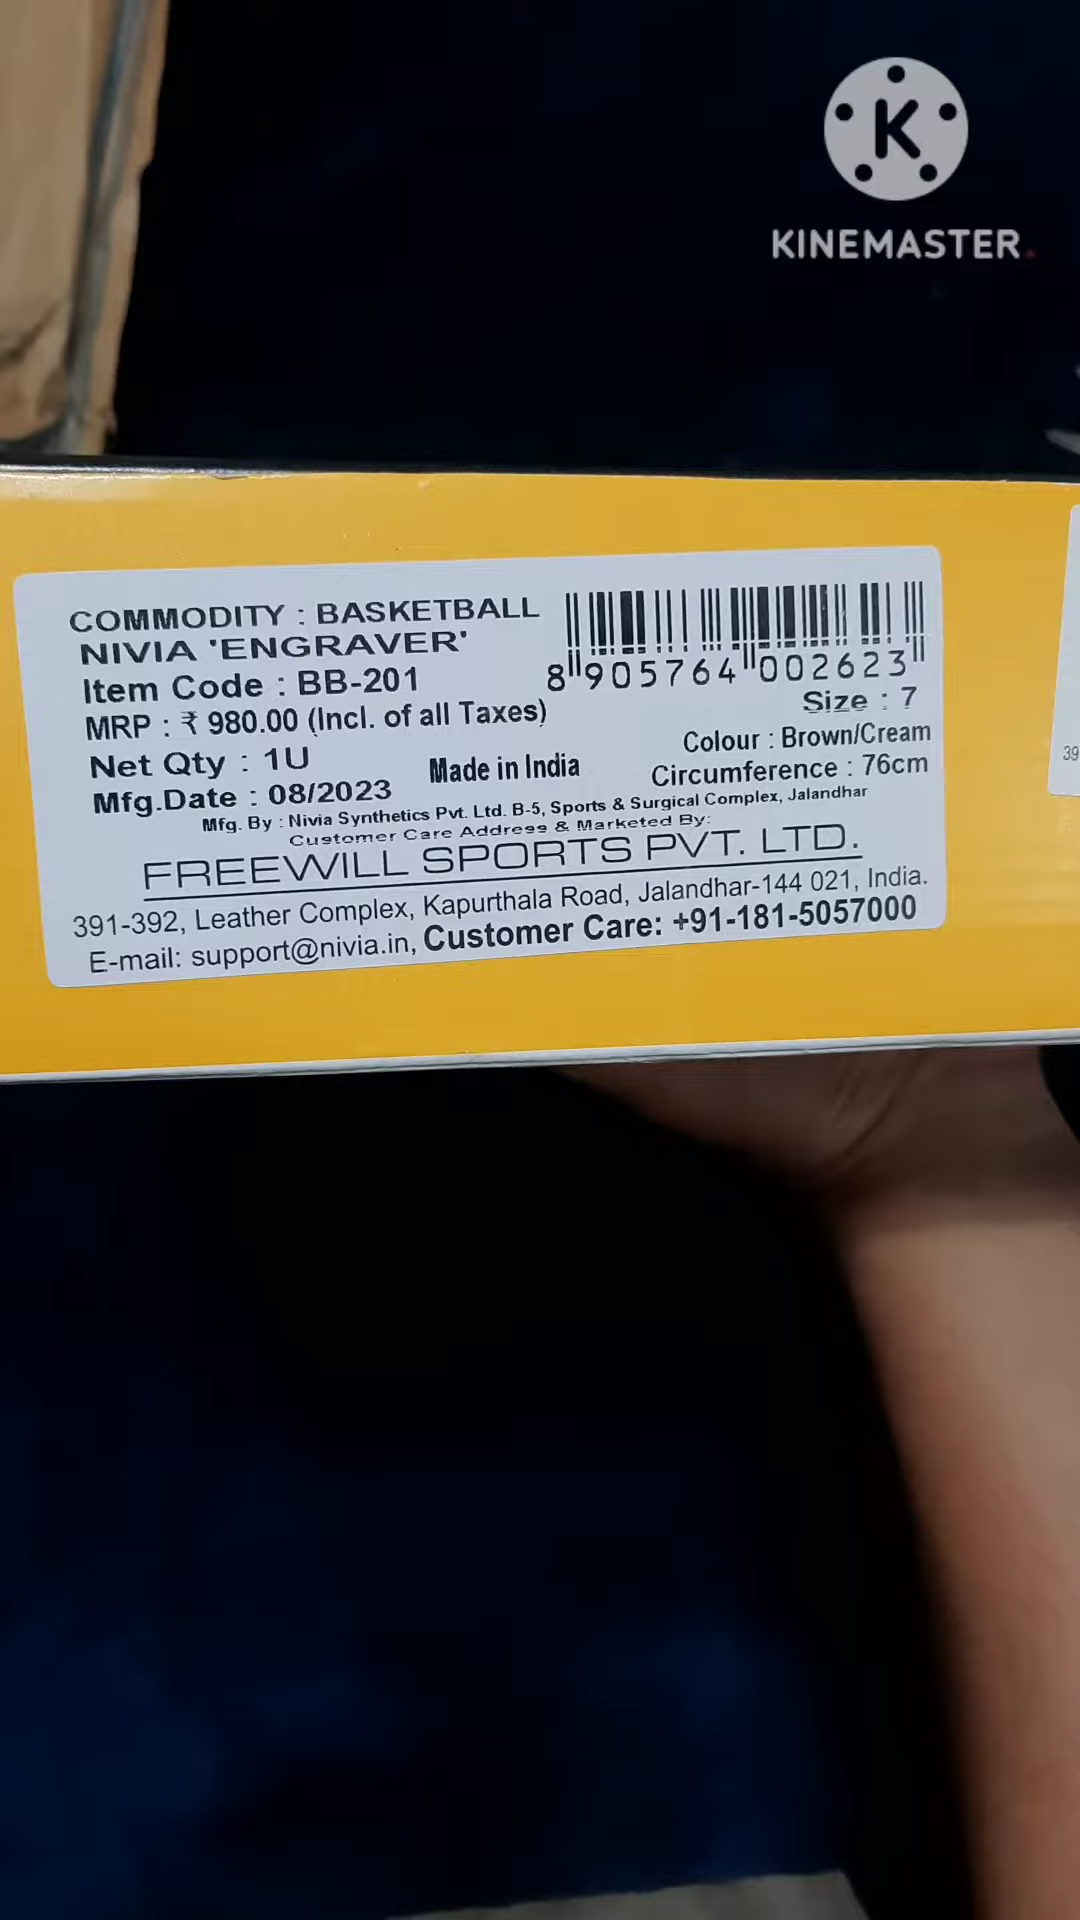 K
KINEMASTER
COMMODITY : BASKETBALL
NIVIA 'ENGRAVER'
Item Code : BB-201
MRP : ₹ 980.00 (Incl. of all Taxes)
Net Qty : 1U
Made in India
Mfg.Date : 08/2023
8 905764 002623
Size : 7
Colour : Brown/Cream
Circumference : 76cm
Mfg. By : Nivia Synthetics Pvt. Ltd. B-5, Sports & Surgical Complex, Jalandhar
Customer Care Address & Marketed By:
FREEWILL SPORTS PVT. LTD.
391-392, Leather Complex, Kapurthala Road, Jalandhar-144 021, India.
E-mail: support@nivia.in, Customer Care: +91-181-5057000
39